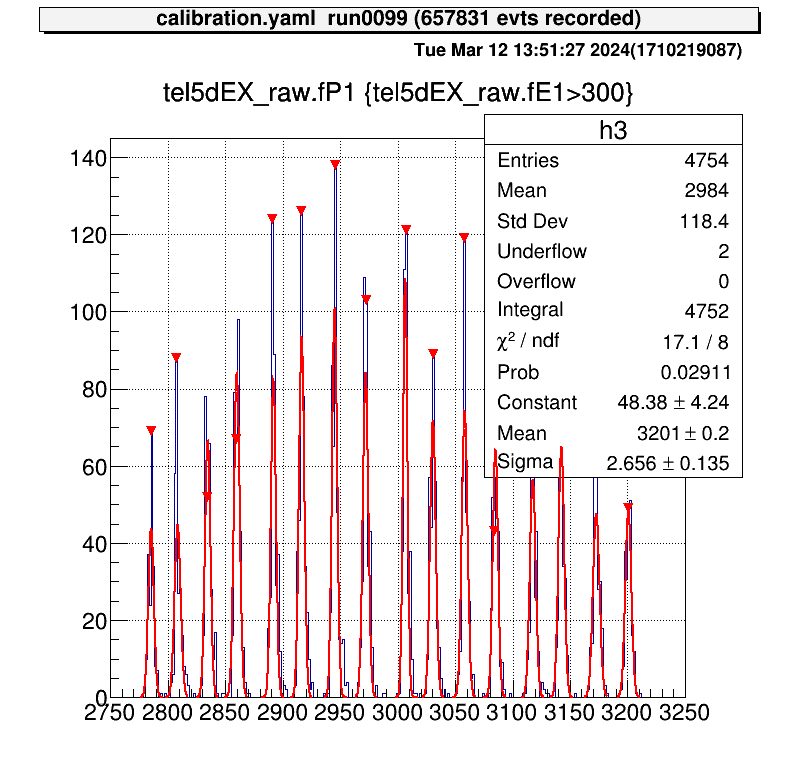 calibration.yaml run0099 (657831 evts recorded)
Tue Mar 12 13:51:27 2024(1710219087)
tel5dEX_raw.fP1 {tel5dEX_raw.fE1>300}
h3
Entries 4754
Mean 2984
Std Dev 118.4
Underflow 2
Overflow 0
Integral 4752
χ² / ndf 17.1 / 8
Prob 0.02911
Constant 48.38 ± 4.24
Mean 3201 ± 0.2
Sigma 2.656 ± 0.135
140
120
100
80
60
40
20
0
2750 2800 2850 2900 2950 3000 3050 3100 3150 3200 3250